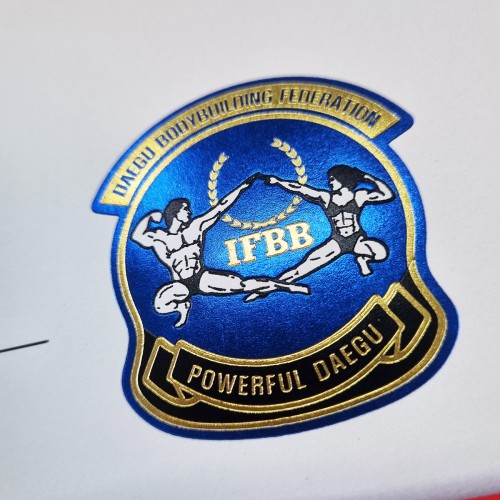 DAEGU BODYBUILDING FEDERATION
IFBB
POWERFUL DAEGU